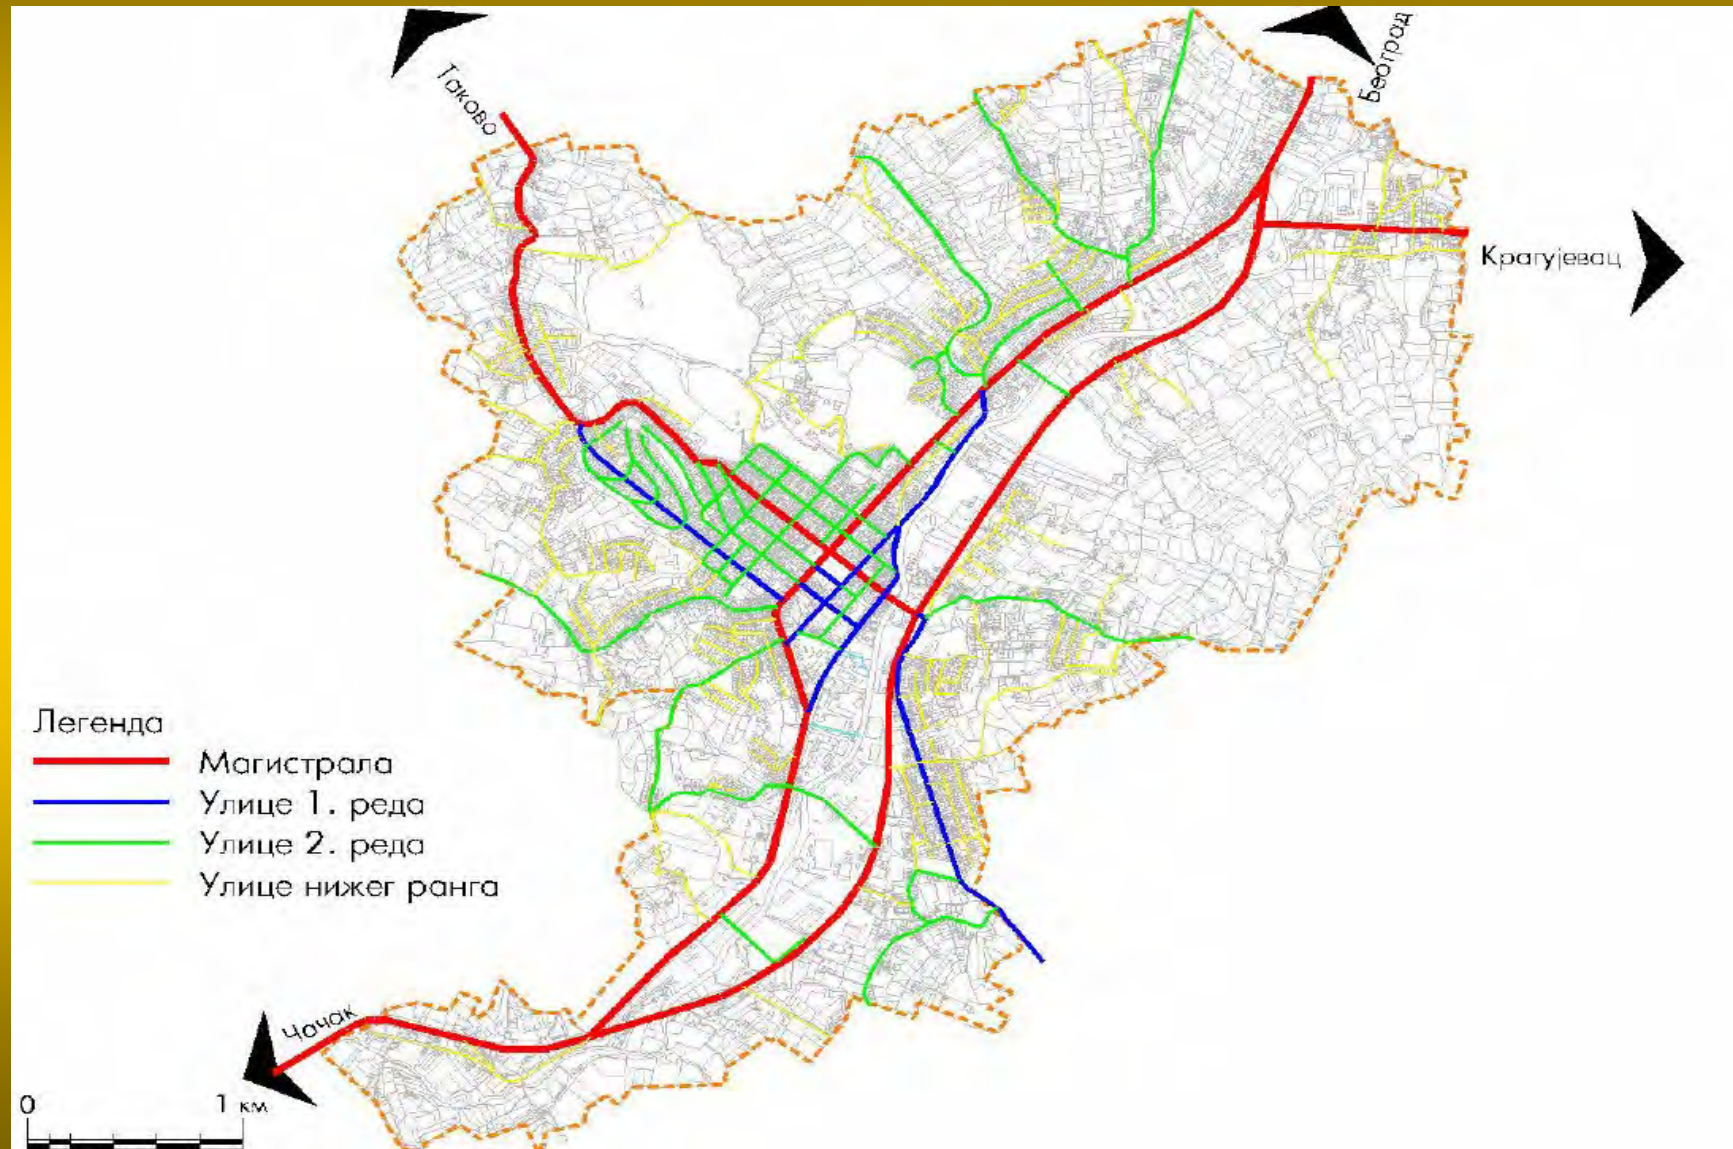 Таково
Београд
Крагујевац
Легенда
Магистрала
Улице 1. реда
Улице 2. реда
Улице нижег ранга
Чачак
0 1 км